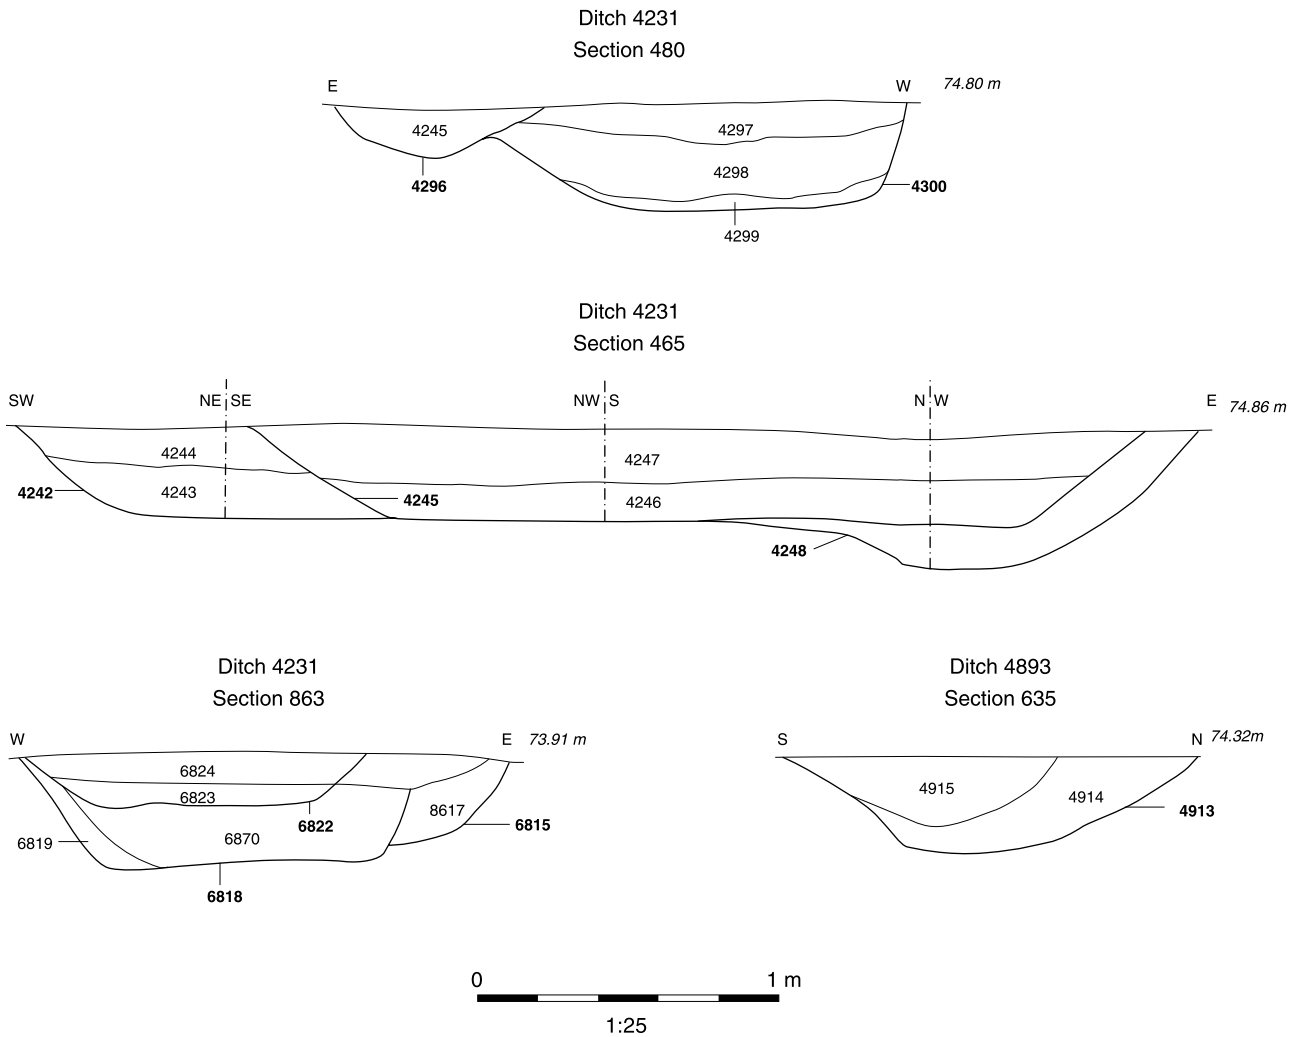 Ditch 4231
Section 480
E
W
74.80 m
4245
4297
4298
4296
4300
4299
Ditch 4231
Section 465
SW
NE
SE
NW
S
N
W
E
74.86 m
4244
4247
4242
4243
4245
4246
4248
Ditch 4231
Section 863
W
E
73.91 m
6824
6823
6822
8617
6815
6819
6870
6818
Ditch 4893
Section 635
S
N
74.32m
4915
4914
4913
0
1 m
1:25